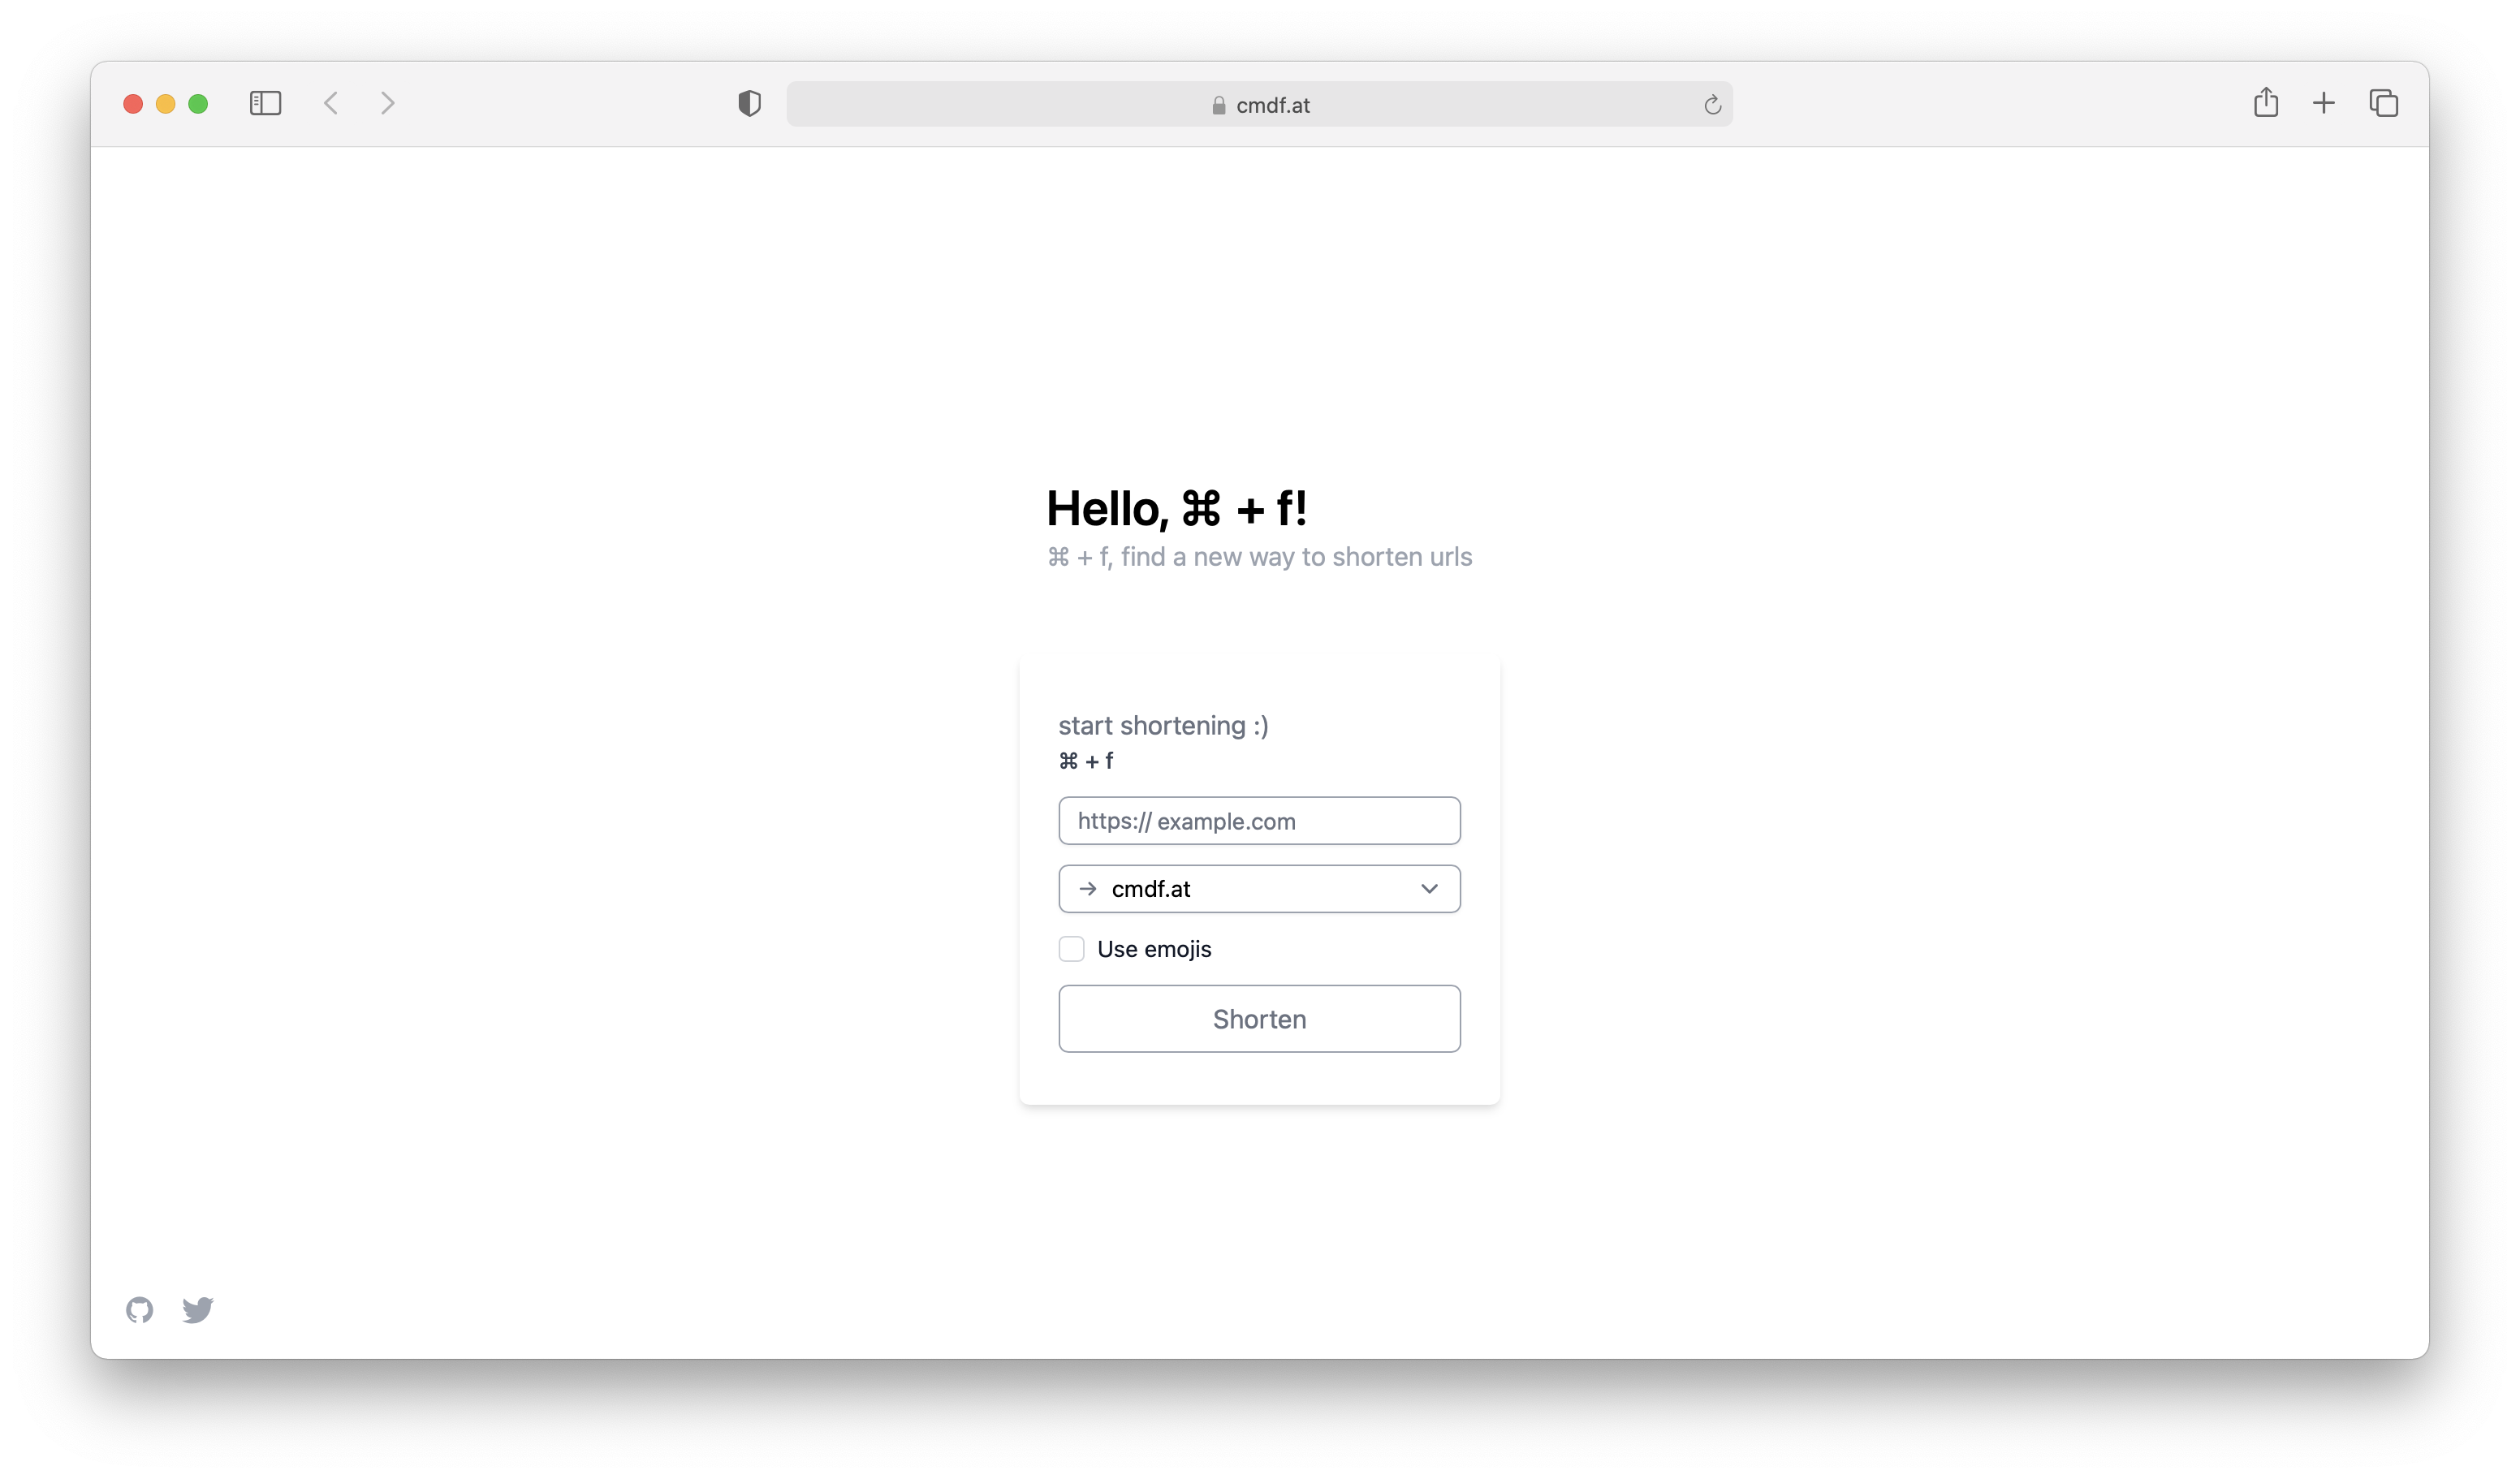 cmdf.at
Hello, ⌘ + f!
⌘ + f, find a new way to shorten urls
start shortening :)
⌘ + f
https:// example.com
→ cmdf.at
Use emojis
Shorten